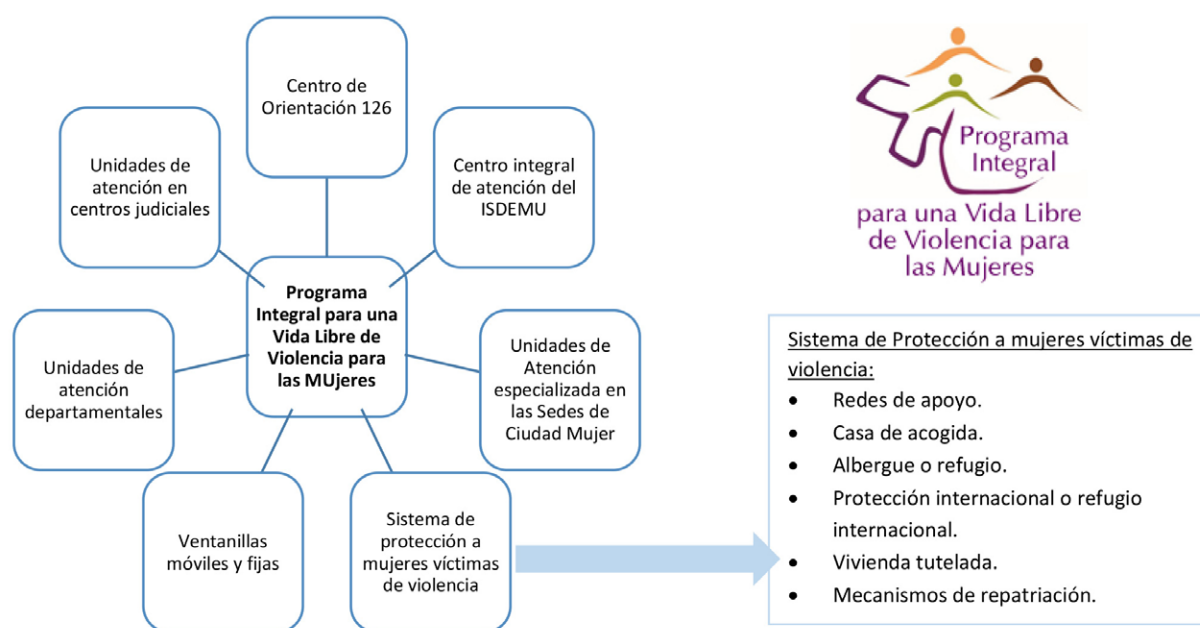 Centro de
Orientación 126
Centro integral
de atención del
ISDEMU
Unidades de
Atención
especializada en
las Sedes de
Ciudad Mujer
Sistema de
protección a
mujeres víctimas
de violencia
Ventanillas
móviles y fijas
Unidades de
atención
departamentales
Unidades de
atención en
centros judiciales
Programa
Integral para una
Vida Libre de
Violencia para
las MUjeres
Programa
Integral
para una Vida Libre
de Violencia para
las Mujeres
Sistema de Protección a mujeres víctimas de
violencia:
• Redes de apoyo.
• Casa de acogida.
• Albergue o refugio.
• Protección internacional o refugio
internacional.
• Vivienda tutelada.
• Mecanismos de repatriación.